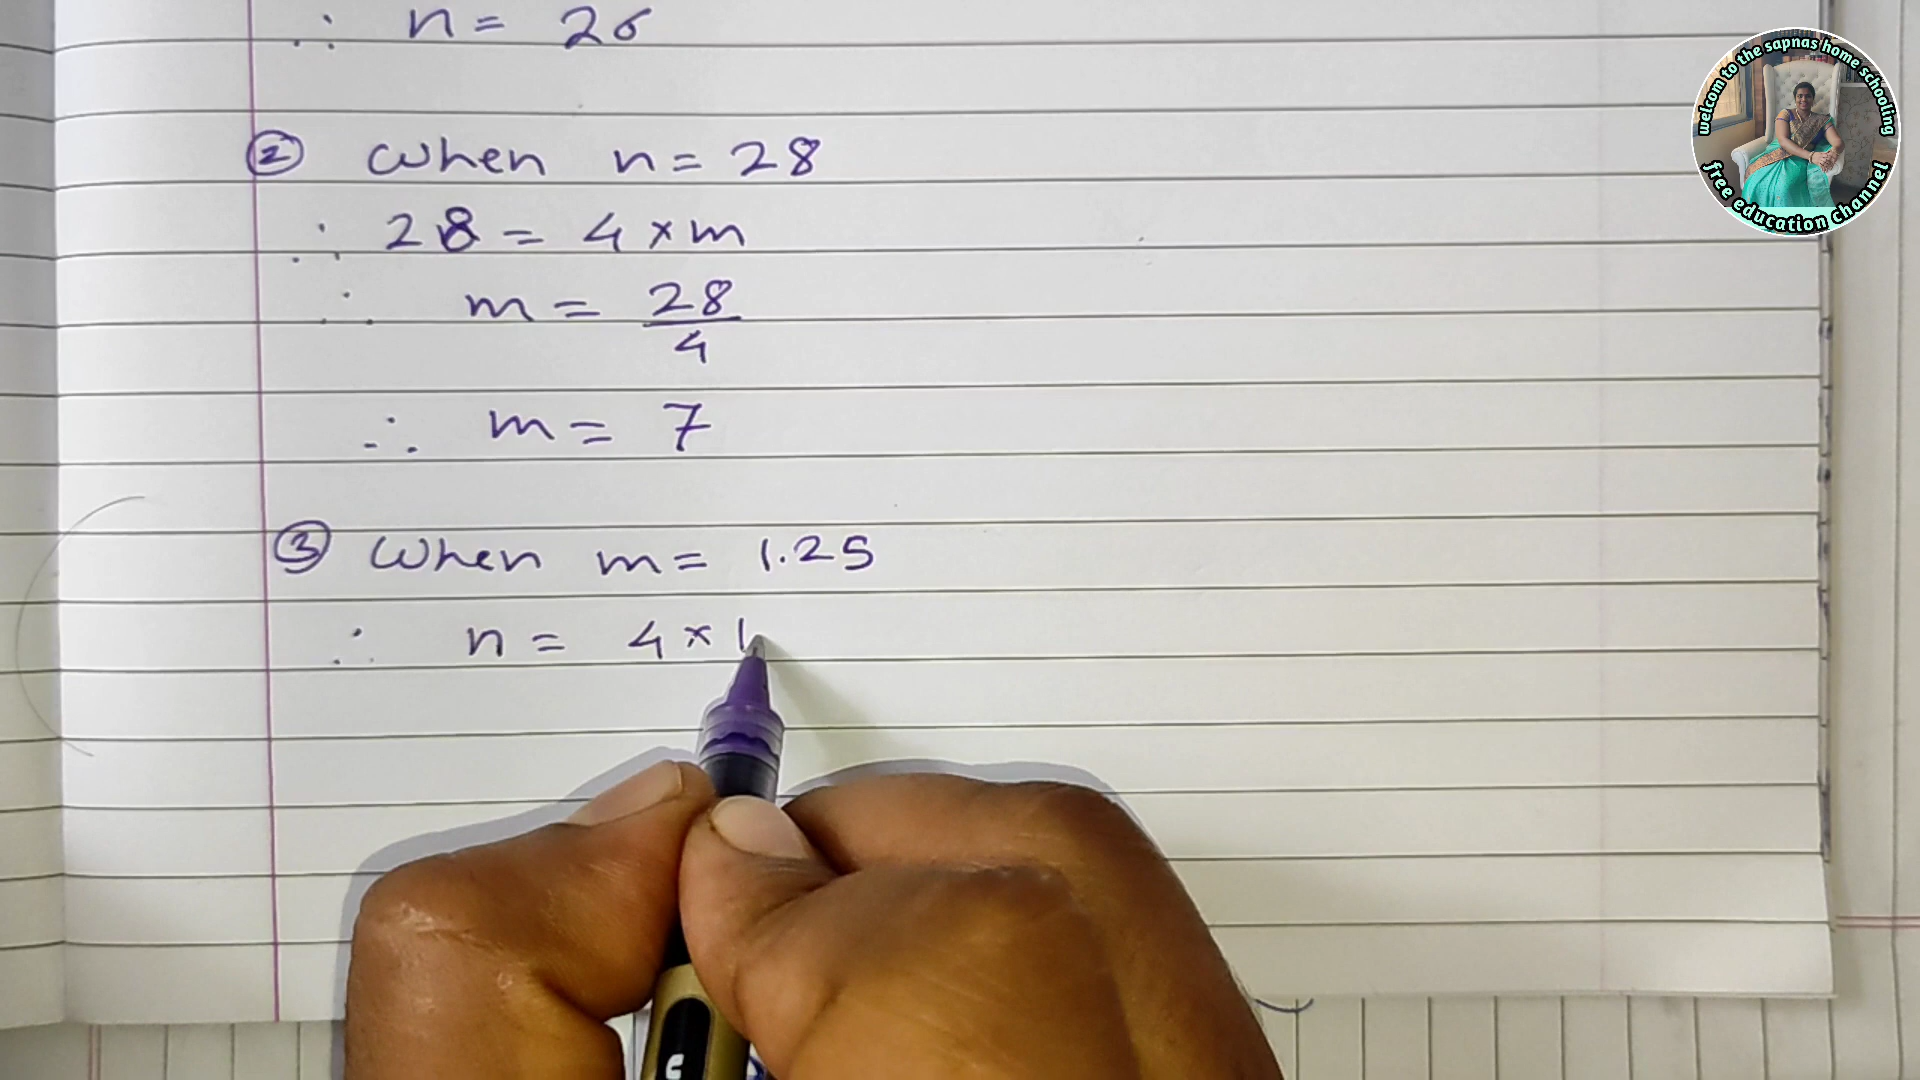 ∴ n = 26
② When n = 28
∴ 28 = 4 × m
∴ m = 28/4
∴ m = 7
③ When m = 1.25
∴ n = 4 × 1
welcom to the sapnas home schooling
free education channel